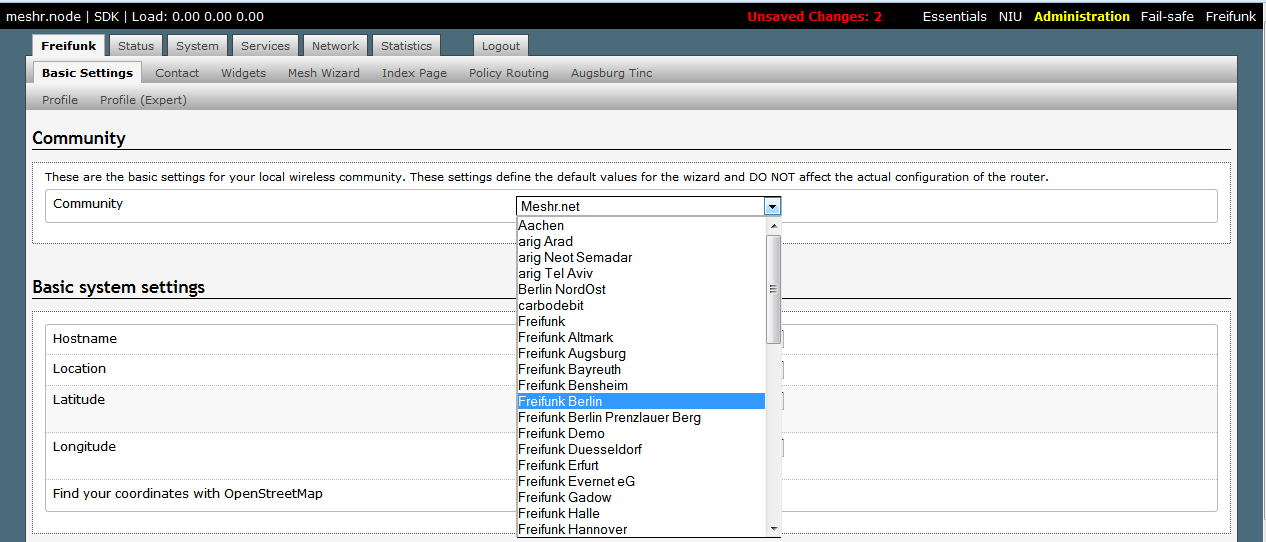 meshr.node | SDK | Load: 0.00 0.00 0.00 Unsaved Changes: 2 Essentials NIU Administration Fail-safe Freifunk
Freifunk Status System Services Network Statistics Logout
Basic Settings Contact Widgets Mesh Wizard Index Page Policy Routing Augsburg Tinc
Profile Profile (Expert)
Community
These are the basic settings for your local wireless community. These settings define the default values for the wizard and DO NOT affect the actual configuration of the router.
Community Meshr.net
Aachen
arig Arad
arig Neot Semadar
arig Tel Aviv
Berlin NordOst
carbodebit
Freifunk
Freifunk Altmark
Freifunk Augsburg
Freifunk Bayreuth
Freifunk Bensheim
Freifunk Berlin
Freifunk Berlin Prenzlauer Berg
Freifunk Demo
Freifunk Duesseldorf
Freifunk Erfurt
Freifunk Evernet eG
Freifunk Gadow
Freifunk Halle
Freifunk Hannover
Basic system settings
Hostname
Location
Latitude
Longitude
Find your coordinates with OpenStreetMap